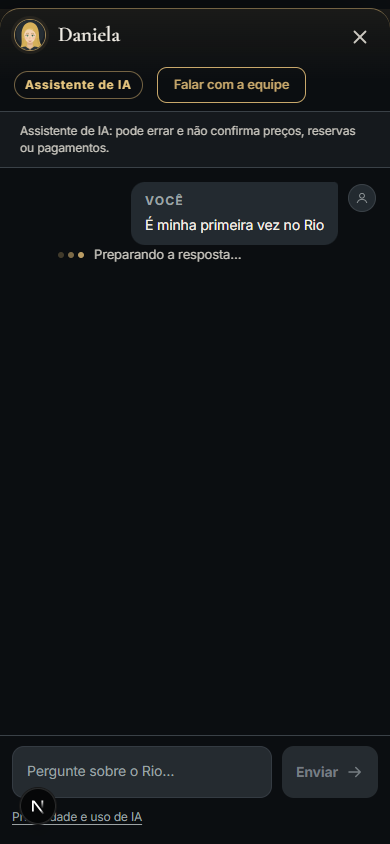 Daniela
Assistente de IA
Falar com a equipe
Assistente de IA: pode errar e não confirma preços, reservas
ou pagamentos.
VOCÊ
É minha primeira vez no Rio
Preparando a resposta...
Pergunte sobre o Rio...
Enviar
N
dade e uso de IA